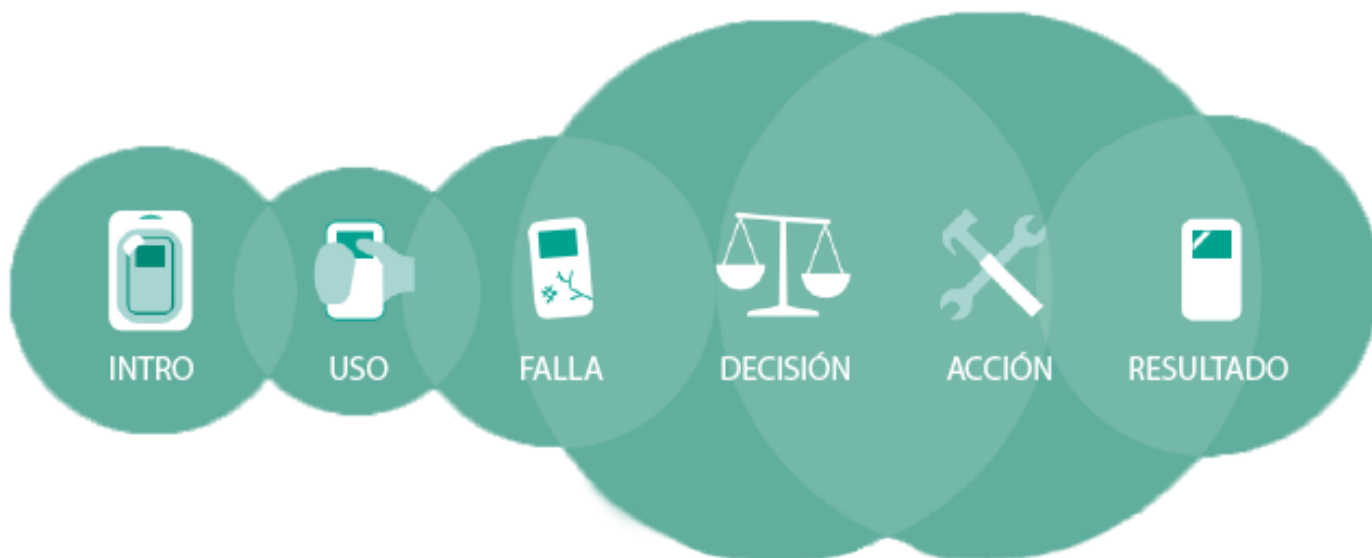 INTRO
USO
FALLA
DECISIÓN
ACCIÓN
RESULTADO